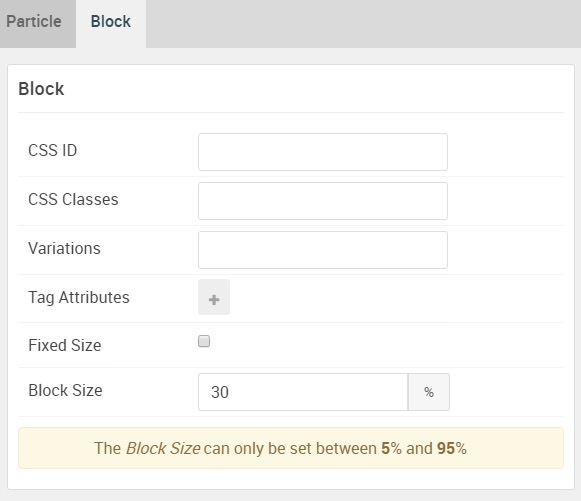 Particle Block
Block
CSS ID
CSS Classes
Variations
Tag Attributes +
Fixed Size
Block Size 30 %
The Block Size can only be set between 5% and 95%